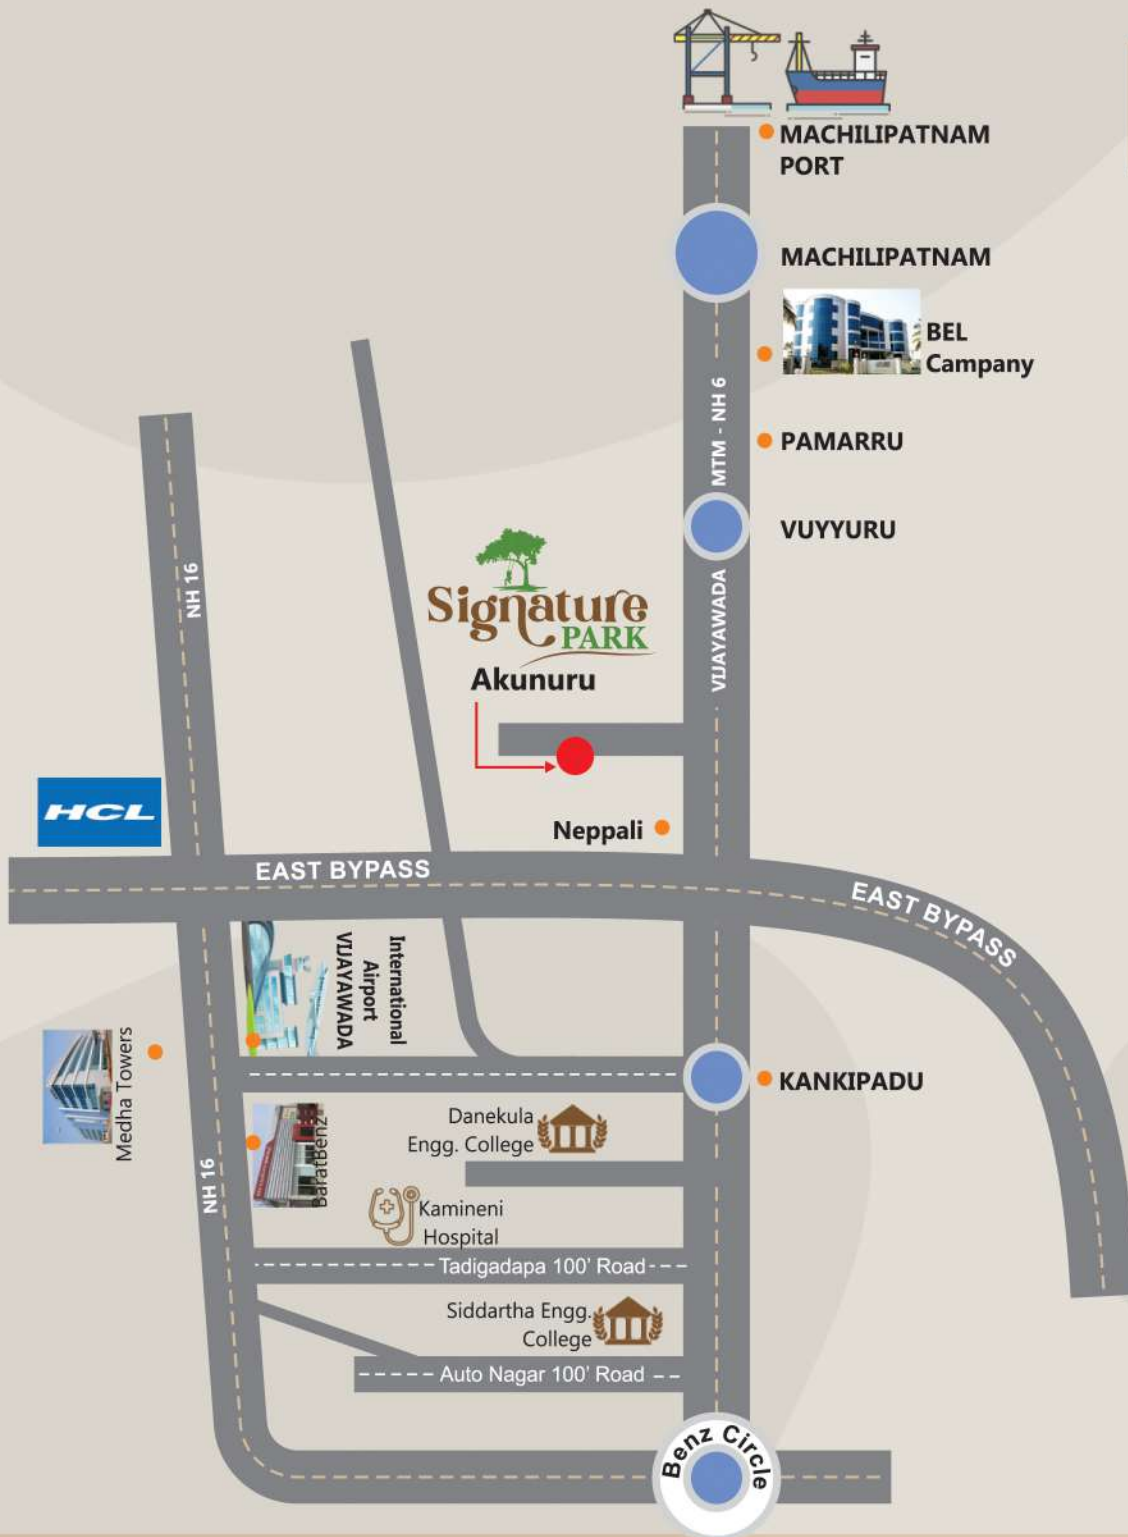 MACHILIPATNAM
PORT
MACHILIPATNAM
BEL
Campany
MTM - NH 6
PAMARRU
VUYYURU
NH 16
Signature
PARK
VIJAYAWADA
Akunuru
HCL
Neppali
EAST BYPASS
EAST BYPASS
International
Airport
VIJAYAWADA
Medha Towers
KANKIPADU
Danekula
Engg. College
BaratBenz
NH 16
Kamineni
Hospital
Tadigadapa 100' Road
Siddartha Engg.
College
Auto Nagar 100' Road
Benz Circle